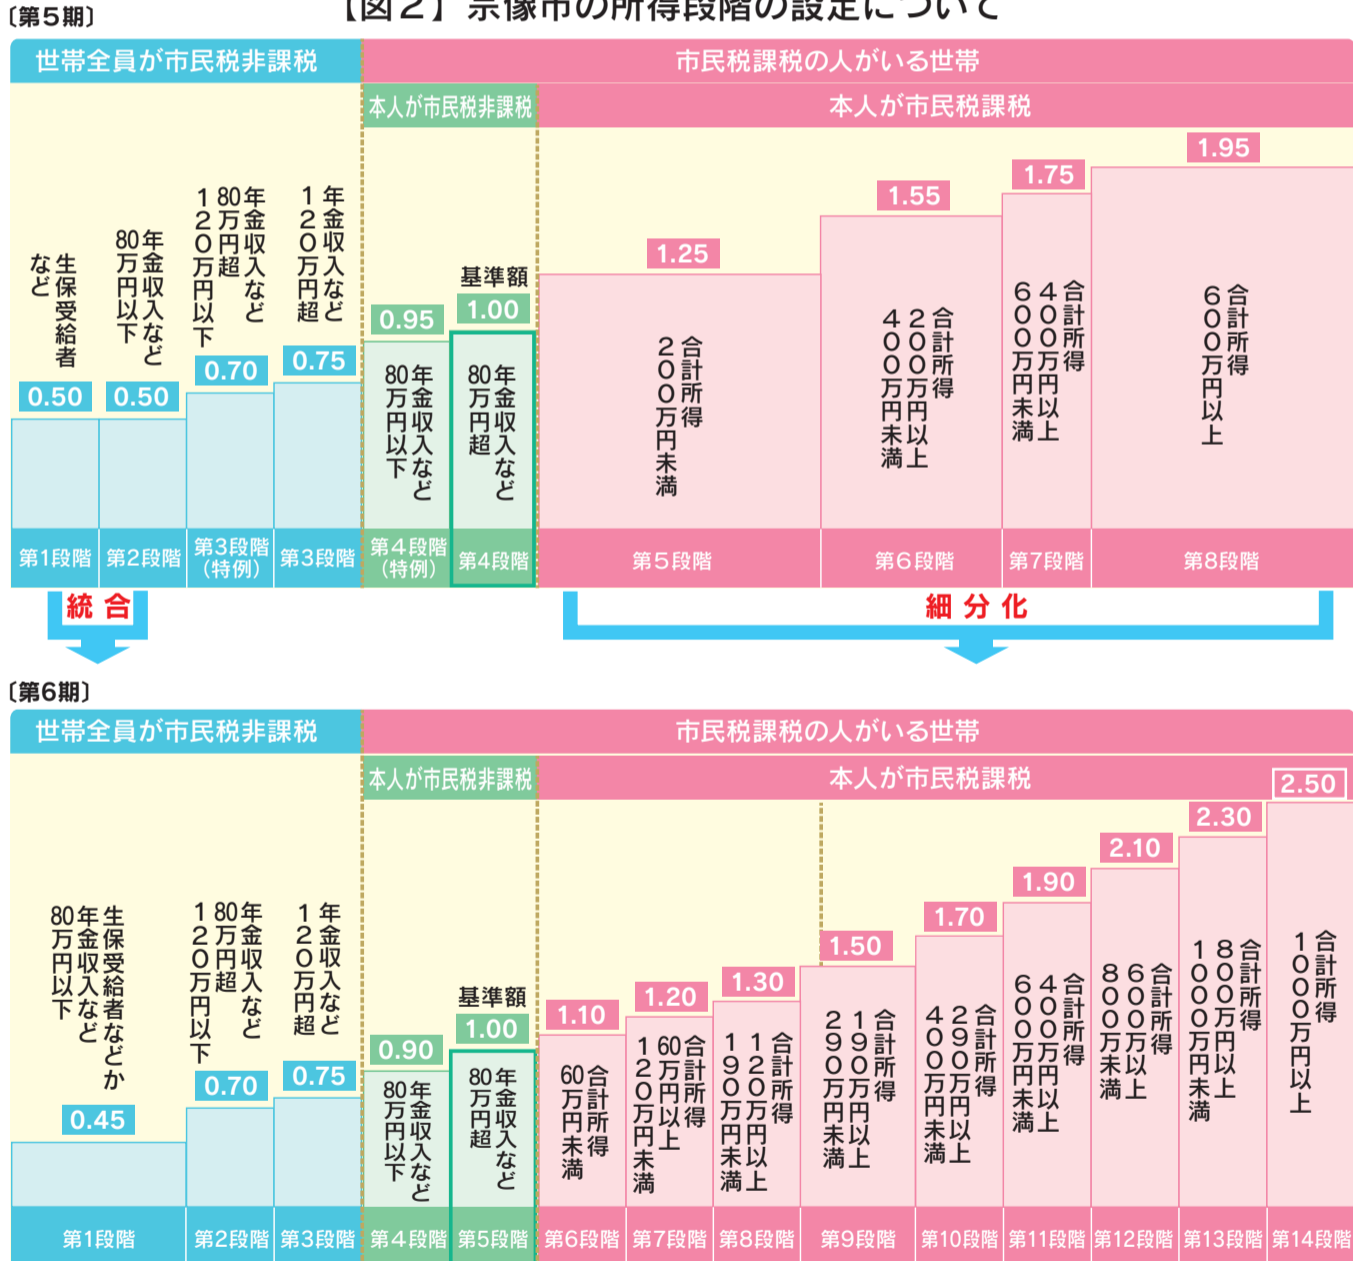 【図２】宗像市の所得段階の設定について
〔第5期〕
世帯全員が市民税非課税
市民税課税の人がいる世帯
本人が市民税非課税
本人が市民税課税
生保受給者
など
0.50
年金収入など
80万円以下
0.50
年金収入など
80万円超
１２０万円以下
0.70
年金収入など
１２０万円超
0.75
0.95
年金収入など
80万円以下
基準額
1.00
年金収入など
80万円超
1.25
合計所得
２００万円未満
1.55
合計所得
２００万円以上
４００万円未満
1.75
合計所得
４００万円以上
６００万円未満
1.95
合計所得
６００万円以上
第1段階
第2段階
第3段階
（特例）
第3段階
第４段階
（特例）
第4段階
第５段階
第６段階
第７段階
第8段階
統合
細分化
〔第6期〕
世帯全員が市民税非課税
市民税課税の人がいる世帯
本人が市民税非課税
本人が市民税課税
生保受給者などか
年金収入など
80万円以下
0.45
年金収入など
80万円超
１２０万円以下
0.70
年金収入など
１２０万円超
0.75
0.90
年金収入など
80万円以下
基準額
1.00
年金収入など
80万円超
1.10
合計所得
60万円未満
1.20
合計所得
60万円以上
１２０万円未満
1.30
合計所得
１２０万円以上
１９０万円未満
1.50
合計所得
１９０万円以上
２９０万円未満
1.70
合計所得
２９０万円以上
４００万円未満
1.90
合計所得
４００万円以上
６００万円未満
2.10
合計所得
６００万以上
８００万未満
2.30
合計所得
８００万円以上
１０００万円未満
2.50
合計所得
１０００万円以上
第1段階
第2段階
第3段階
第４段階
第5段階
第６段階
第７段階
第８段階
第９段階
第10段階
第11段階
第12段階
第13段階
第14段階